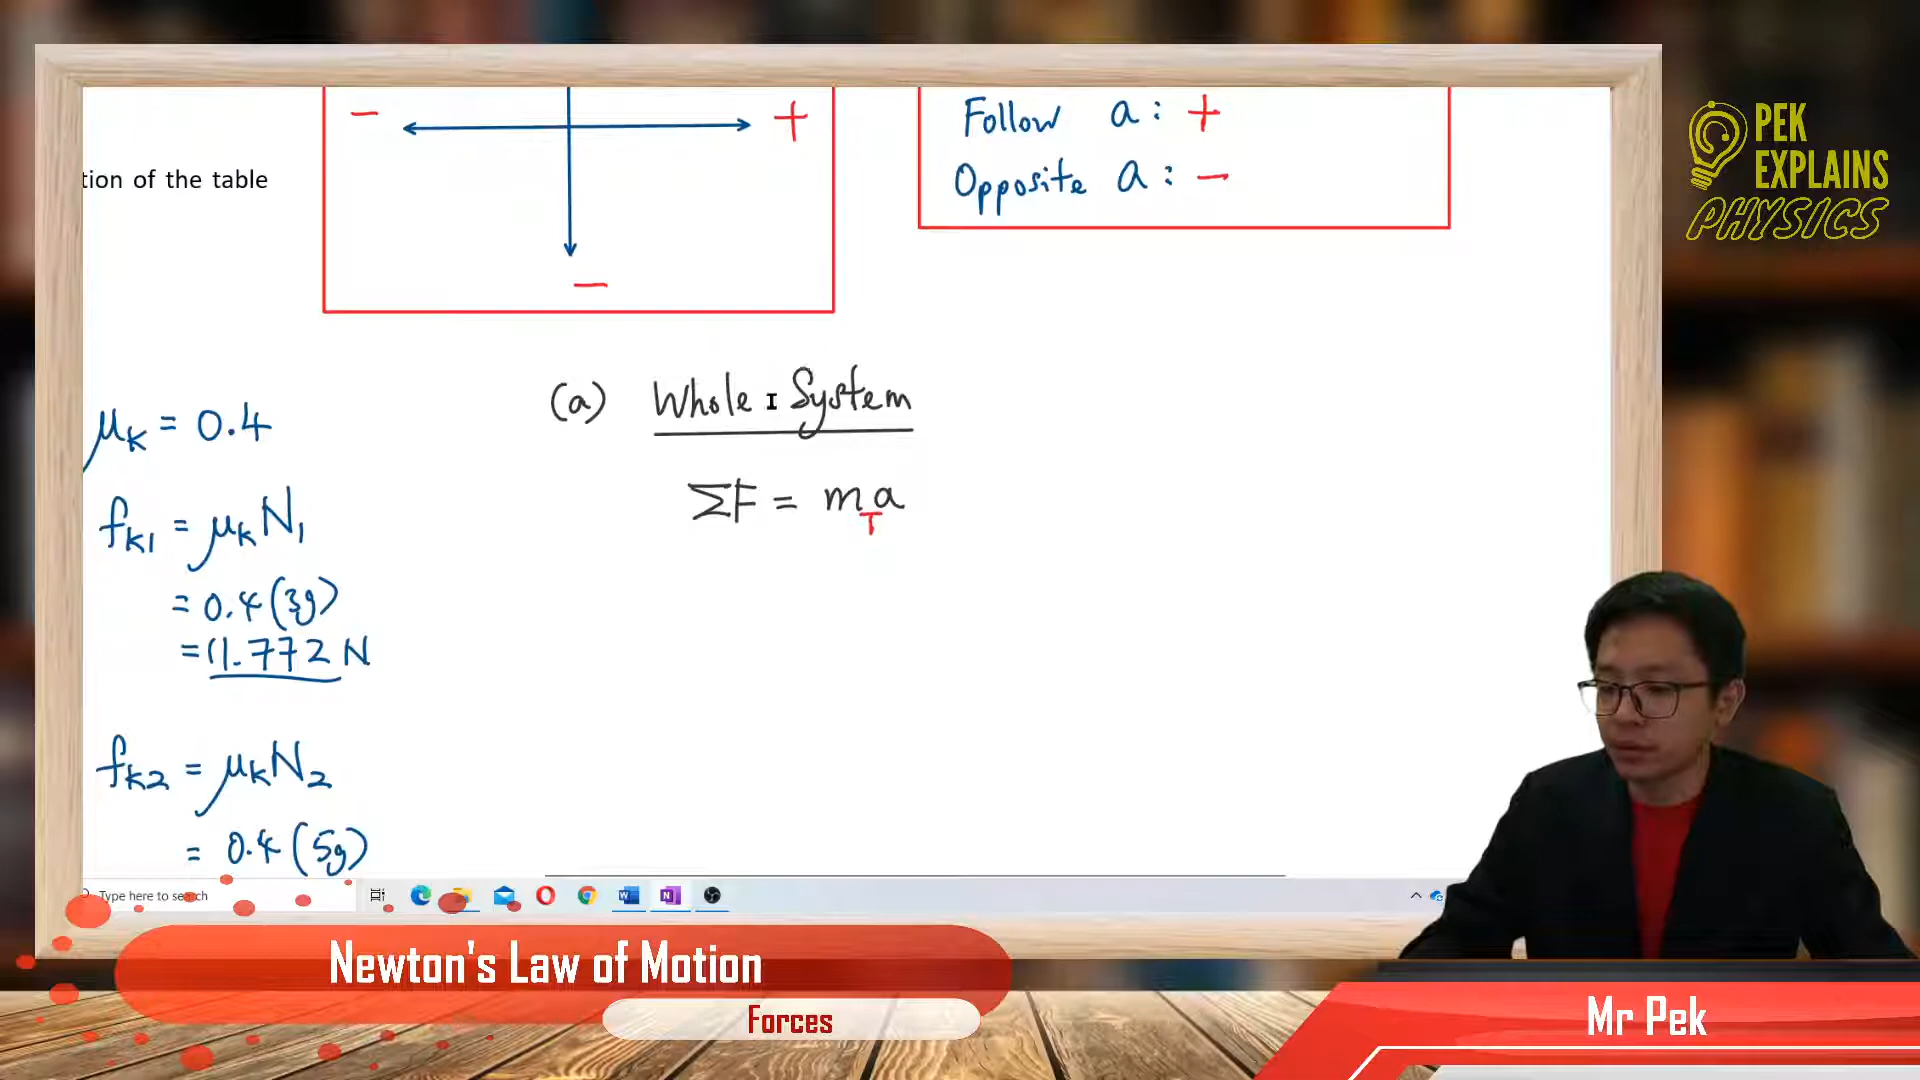 - +
-
Follow a : +
Opposite a : -
tion of the table
PEK
EXPLAINS
PHYSICS
μk = 0.4
fk1 = μkN1
= 0.4 (3g)
= 11.772 N
fk2 = μkN2
= 0.4 (5g)
(a) Whole System
ΣF = mTa
Type here to search
Newton's Law of Motion
Forces
Mr Pek